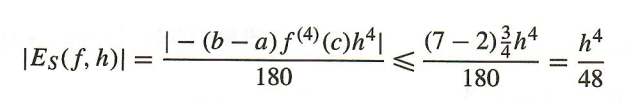 |E_S(f, h)| = |− (b − a) f^(4)(c)h^4| / 180 ⩽ (7 − 2) 3/4 h^4 / 180 = h^4 / 48